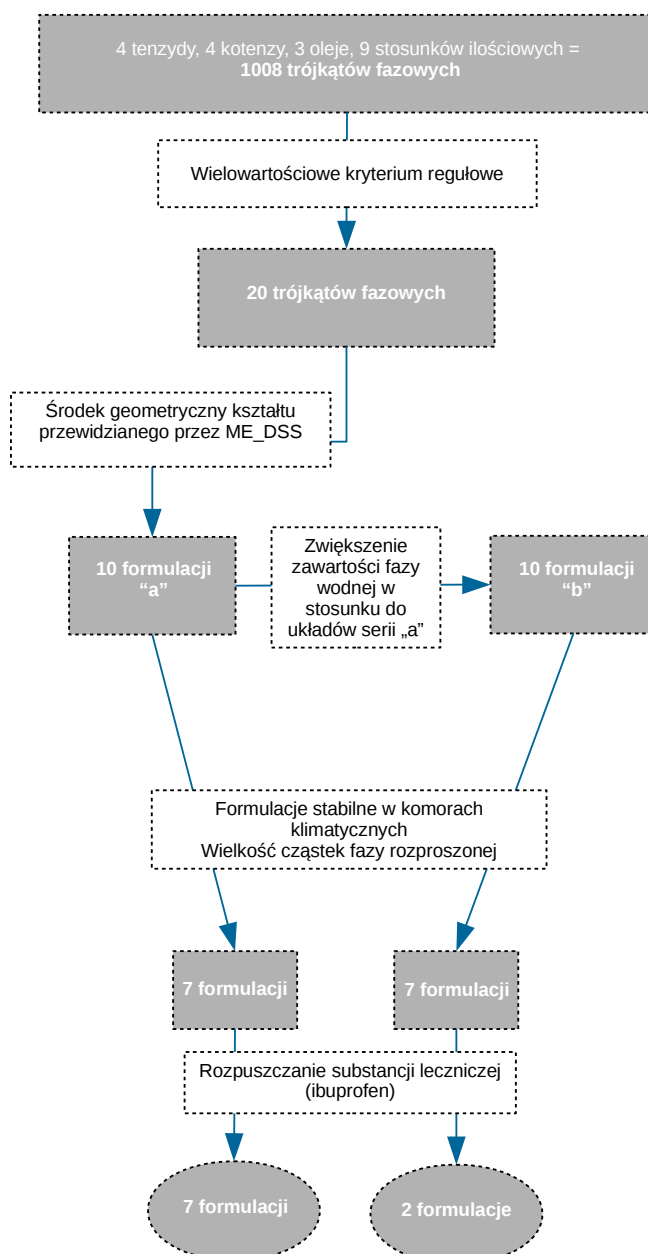 4 tenzydy, 4 kotenzy, 3 oleje, 9 stosunków ilościowych =
1008 trójkątów fazowych
Wielowartościowe kryterium regułowe
20 trójkątów fazowych
Środek geometryczny kształtu
przewidzianego przez ME_DSS
10 formulacji
“a”
Zwiększenie
zawartości fazy
wodnej w
stosunku do
układów serii „a”
10 formulacji
“b”
Formulacje stabilne w komorach
klimatycznych
Wielkość cząstek fazy rozproszonej
7 formulacji
7 formulacji
Rozpuszczanie substancji leczniczej
(ibuprofen)
7 formulacji
2 formulacje